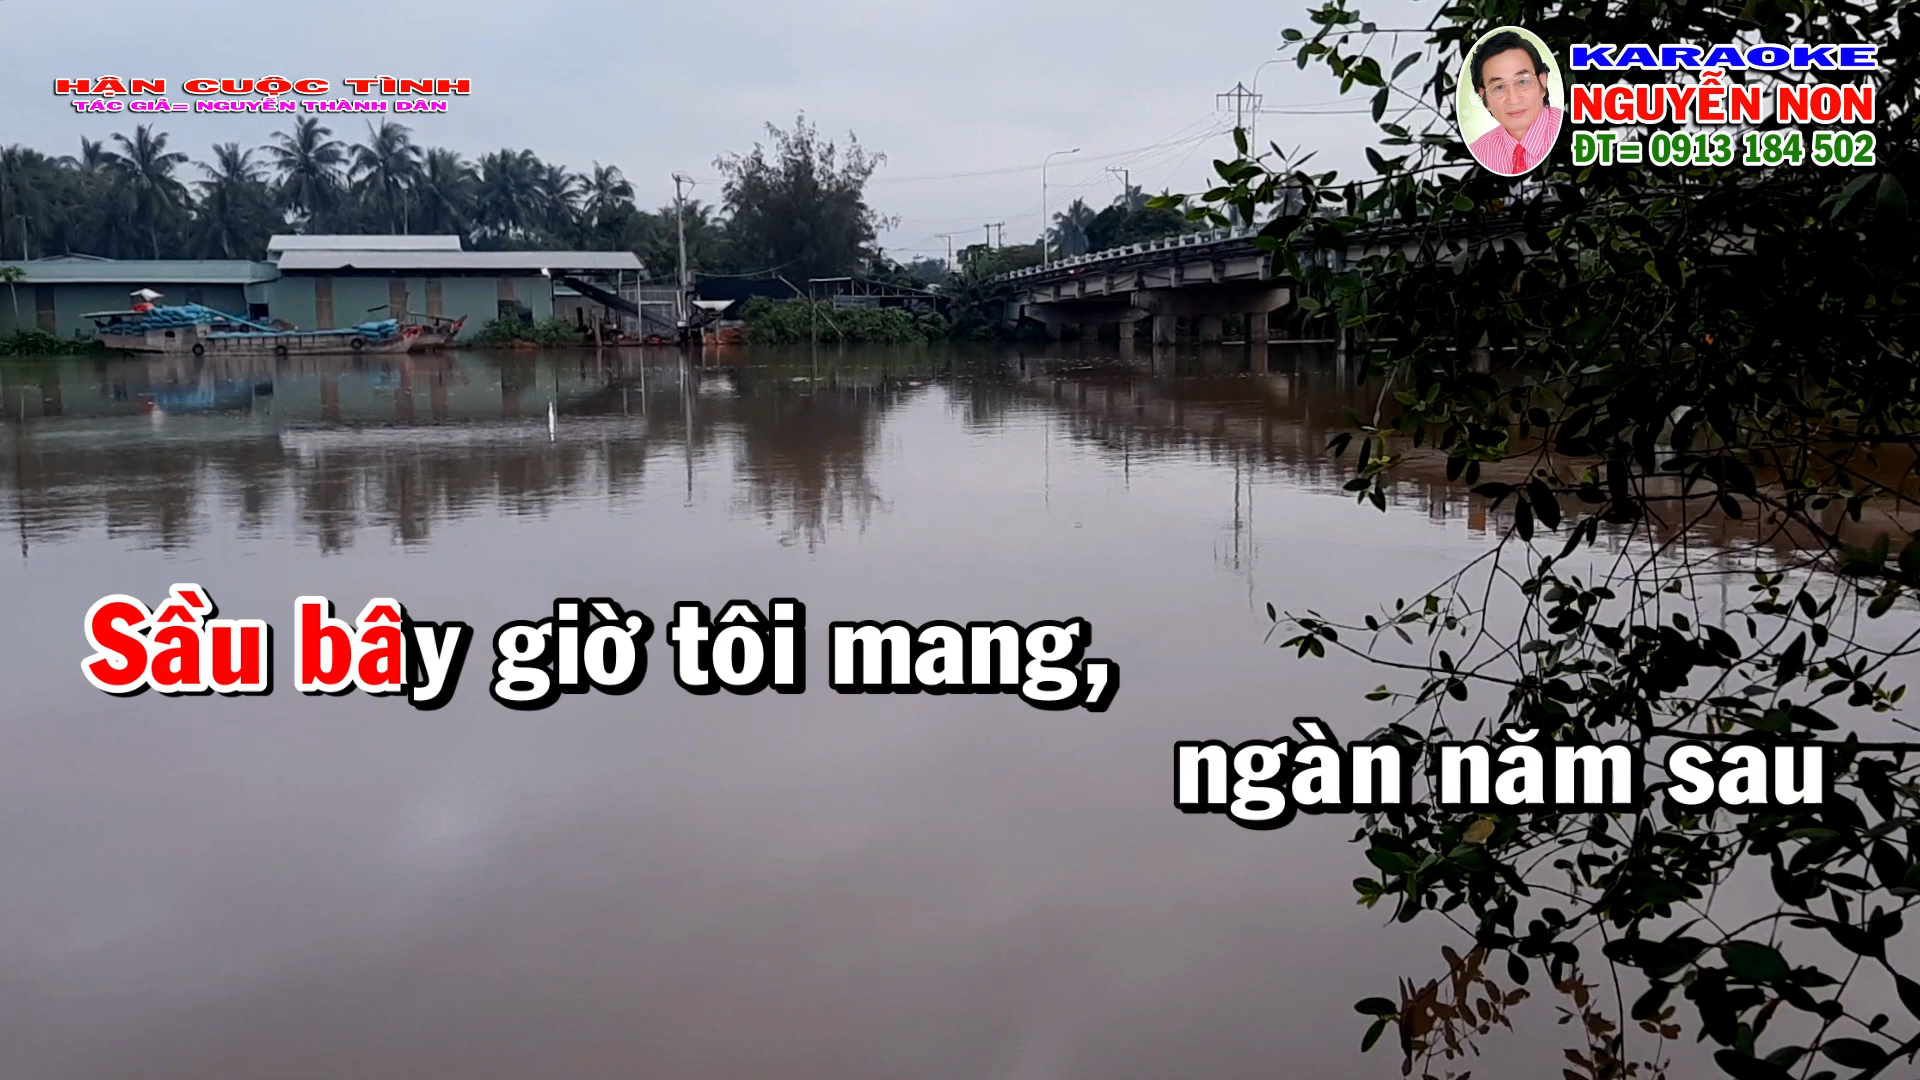 HẬN CUỘC TÌNH
TÁC GIẢ= NGUYỄN THÀNH DÂN
KARAOKE
NGUYỄN NON
ĐT= 0913 184 502
Sầu bây giờ tôi mang,
ngàn năm sau